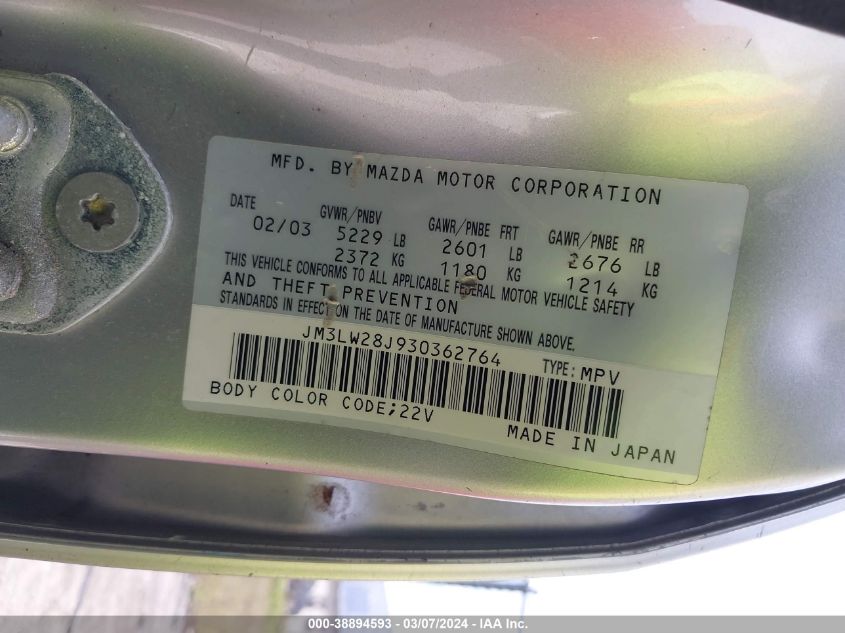 MFD. BY MAZDA MOTOR CORPORATION
DATE GVWR/PNBV GAWR/PNBE FRT GAWR/PNBE RR
02/03 5229 LB 2601 LB 2676 LB
2372 KG 1180 KG 1214 KG
THIS VEHICLE CONFORMS TO ALL APPLICABLE FEDERAL MOTOR VEHICLE SAFETY
AND THEFT PREVENTION
STANDARDS IN EFFECT ON THE DATE OF MANUFACTURE SHOWN ABOVE.
JM3LW28J930362764 TYPE: MPV
BODY COLOR CODE;22V
MADE IN JAPAN
000-38894593 - 03/07/2024 - IAA Inc.